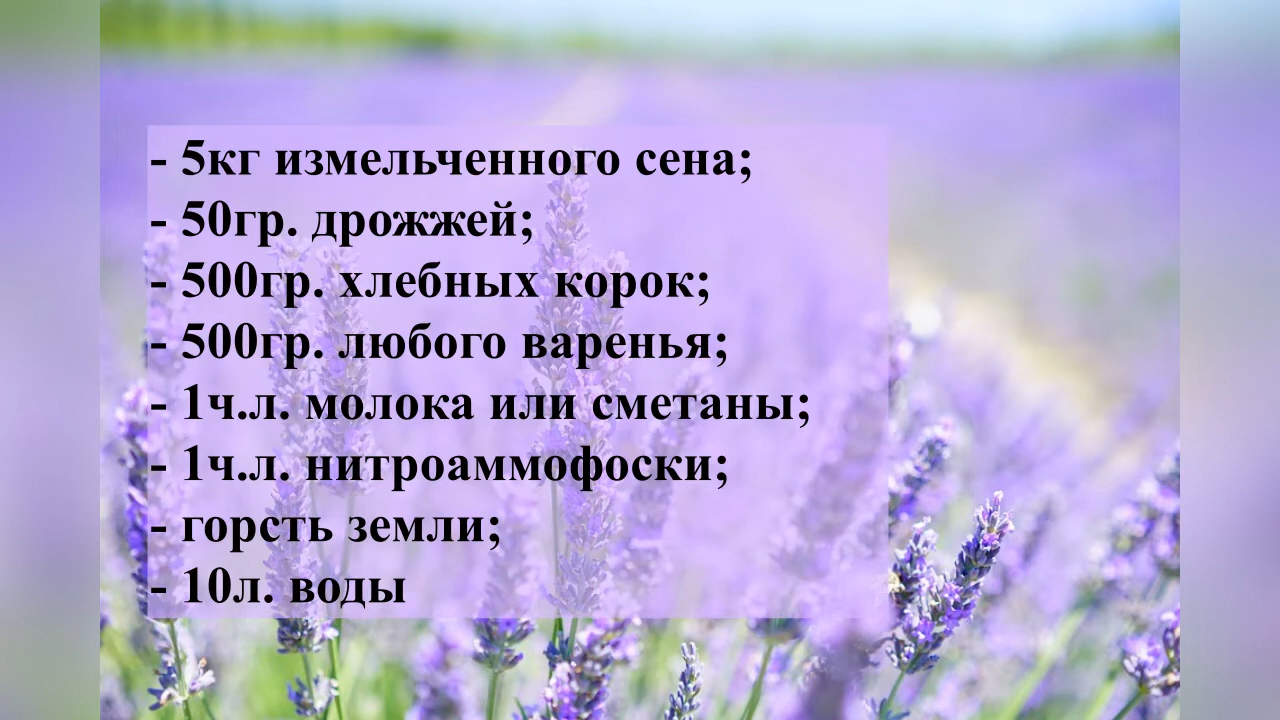 - 5кг измельченного сена;
- 50гр. дрожжей;
- 500гр. хлебных корок;
- 500гр. любого варенья;
- 1ч.л. молока или сметаны;
- 1ч.л. нитроаммофоски;
- горсть земли;
- 10л. воды